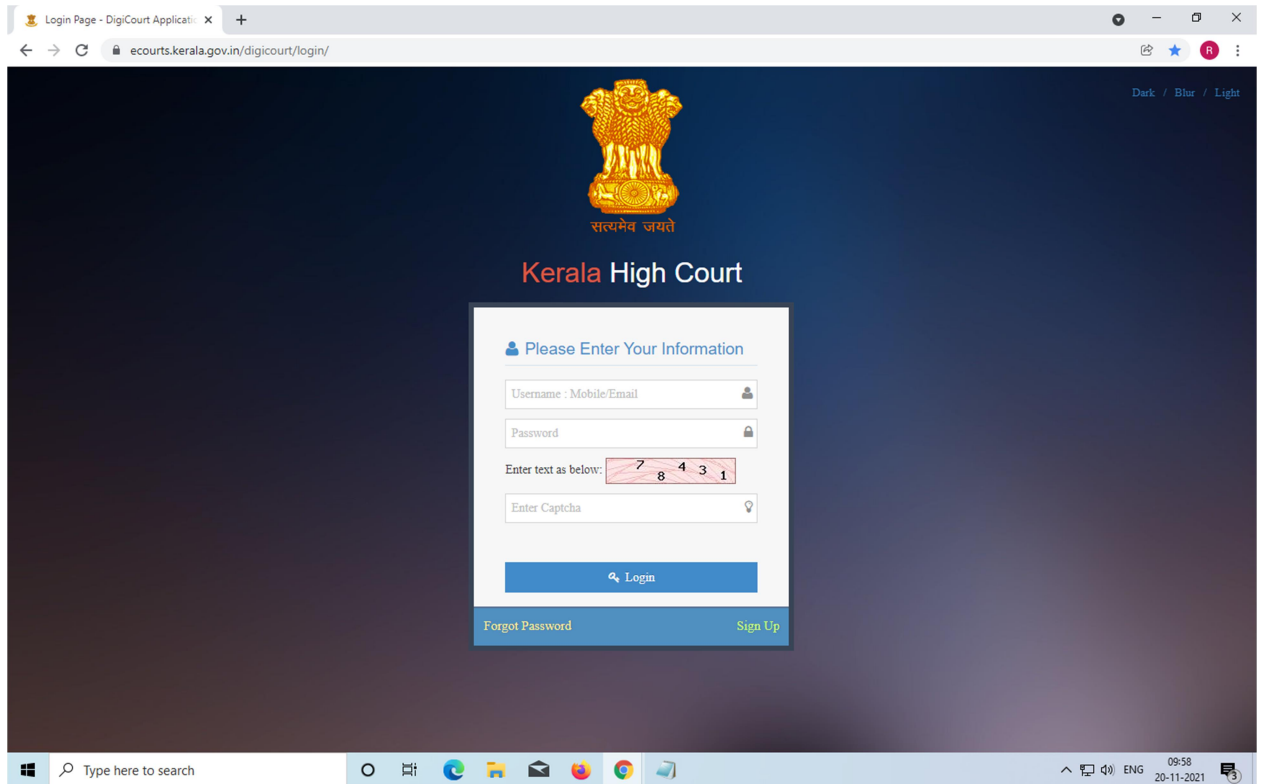 Login Page - DigiCourt Applicatio
ecourts.kerala.gov.in/digicourt/login/
R
Dark / Blur / Light
सत्यमेव जयते
Kerala High Court
Please Enter Your Information
Username : Mobile/Email
Password
Enter text as below: 7 8 4 3 1
Enter Captcha
Login
Forgot Password Sign Up
Type here to search
ENG
09:58
20-11-2021
3